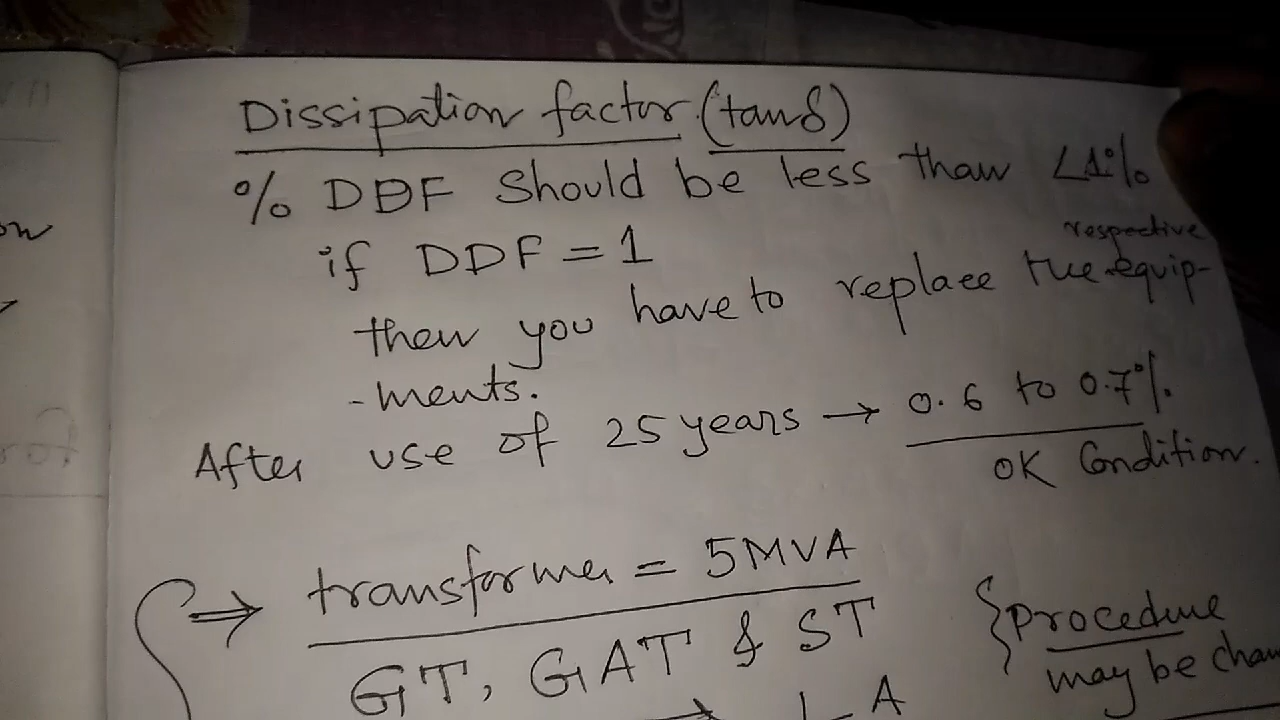 Dissipation factor (tanδ)
% DDF should be less than <1%
if DDF = 1
then you have to replace the respective equip-
-ments.
After use of 25 years → 0.6 to 0.7%.
OK Condition.
⇒ transformer = 5MVA
GT, GAT & ST
{ procedure
may be
L A